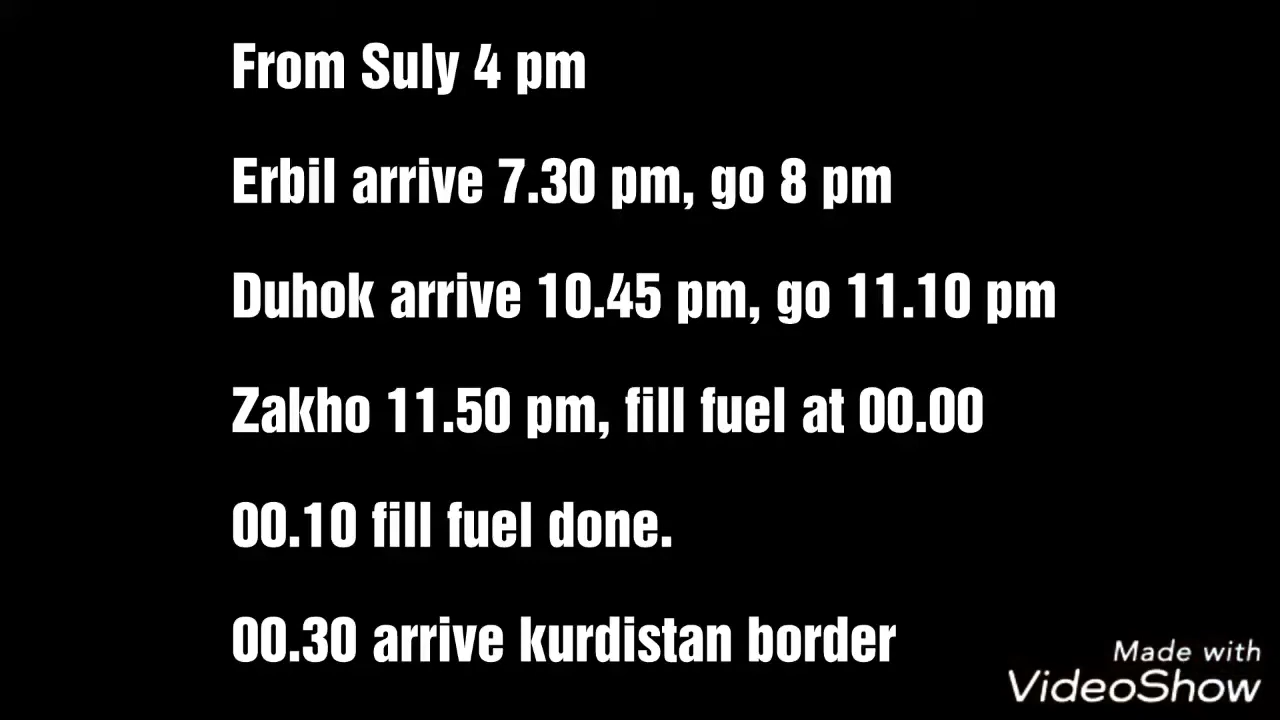 From Suly 4 pm
Erbil arrive 7.30 pm, go 8 pm
Duhok arrive 10.45 pm, go 11.10 pm
Zakho 11.50 pm, fill fuel at 00.00
00.10 fill fuel done.
00.30 arrive kurdistan border
Made with
VideoShow